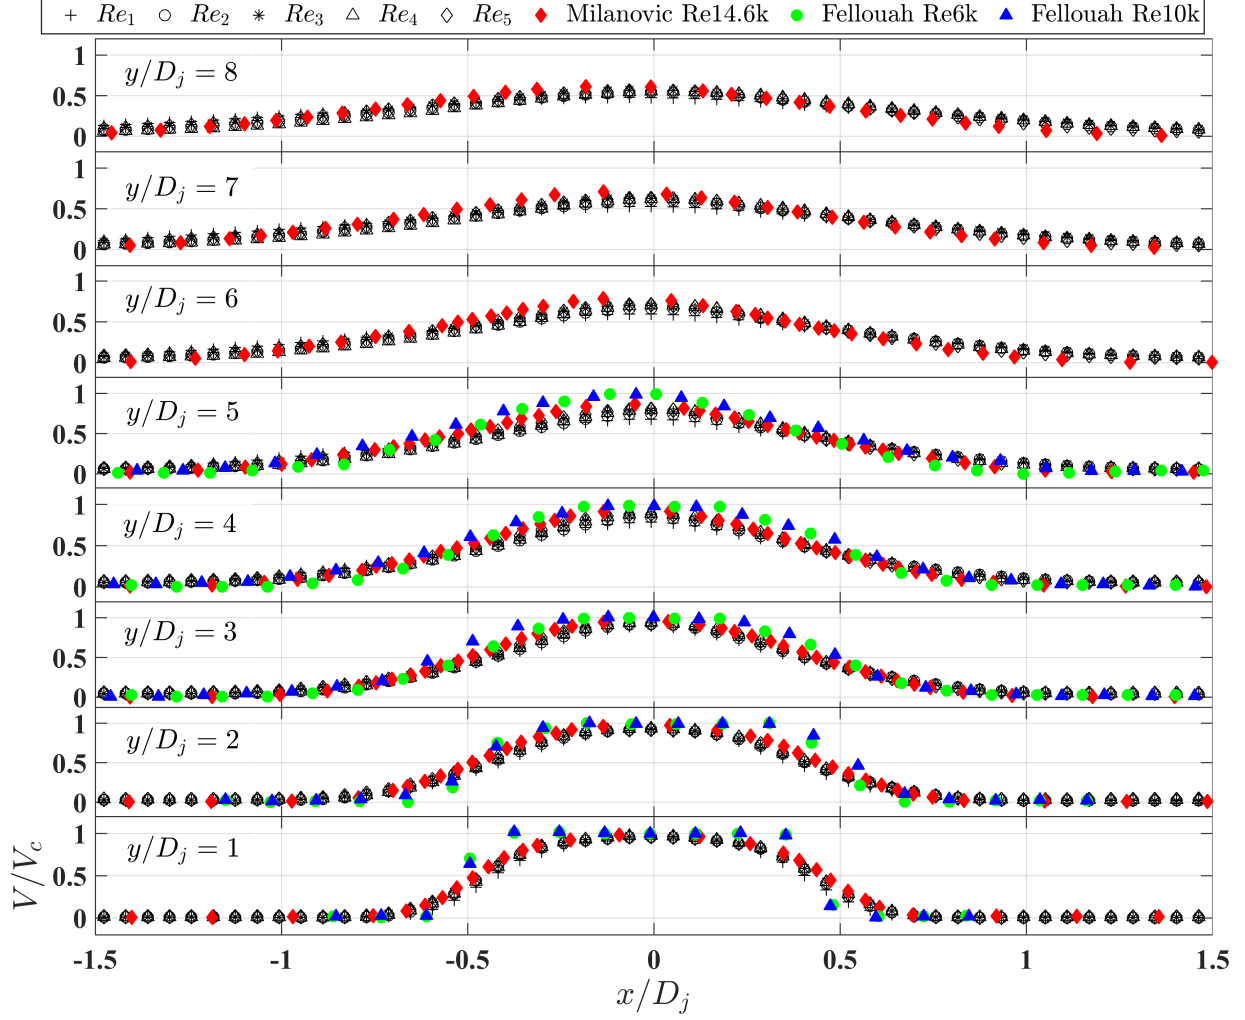 Re₁ Re₂ Re₃ Re₄ Re₅ Milanovic Re14.6k Fellouah Re6k Fellouah Re10k
1
y/Dⱼ = 8
0.5
0
1
y/Dⱼ = 7
0.5
0
1
y/Dⱼ = 6
0.5
0
1
y/Dⱼ = 5
0.5
0
1
y/Dⱼ = 4
0.5
0
1
y/Dⱼ = 3
0.5
0
1
y/Dⱼ = 2
0.5
0
1
y/Dⱼ = 1
0.5
0
V/V꜀
-1.5 -1 -0.5 0 0.5 1 1.5
x/Dⱼ